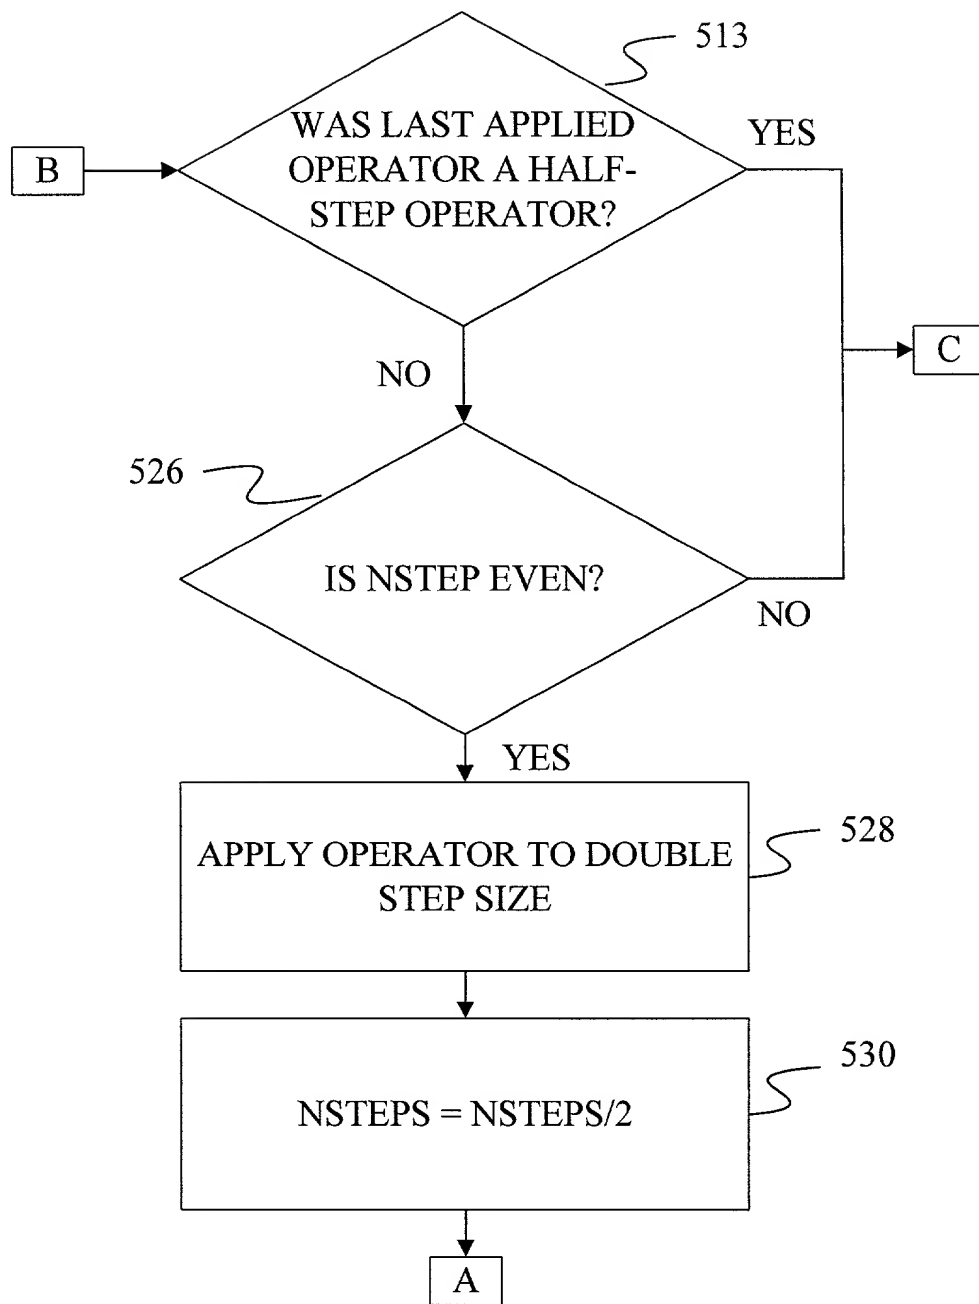 513
WAS LAST APPLIED
OPERATOR A HALF-
STEP OPERATOR?
YES
B
C
NO
526
IS NSTEP EVEN?
NO
YES
APPLY OPERATOR TO DOUBLE
STEP SIZE
528
NSTEPS = NSTEPS/2
530
A